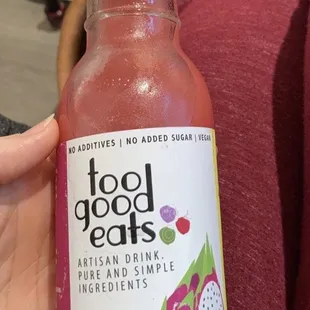 NO ADDITIVES | NO ADDED SUGAR | VEGAN
too
good
eats
ARTISAN DRINK.
PURE AND SIMPLE
INGREDIENTS